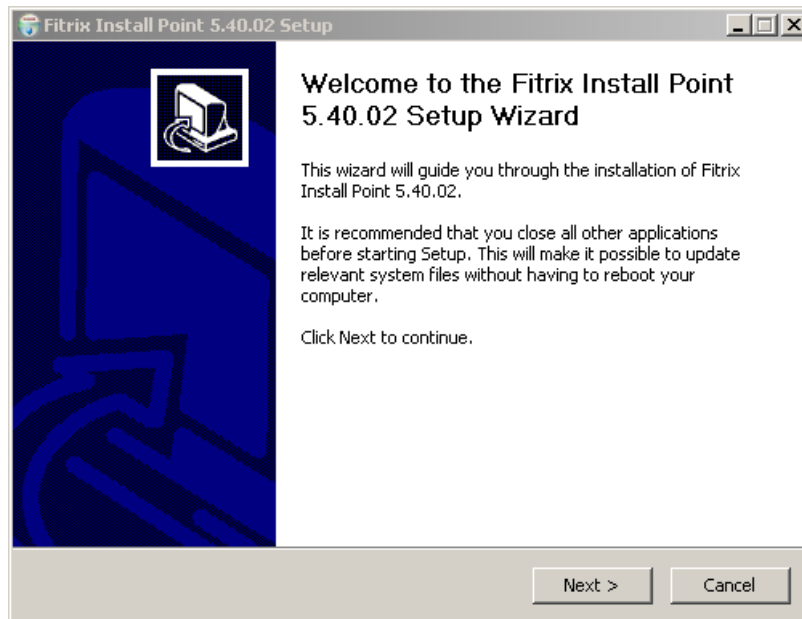 Fitrix Install Point 5.40.02 Setup
Welcome to the Fitrix Install Point
5.40.02 Setup Wizard
This wizard will guide you through the installation of Fitrix
Install Point 5.40.02.
It is recommended that you close all other applications
before starting Setup. This will make it possible to update
relevant system files without having to reboot your
computer.
Click Next to continue.
Next > Cancel